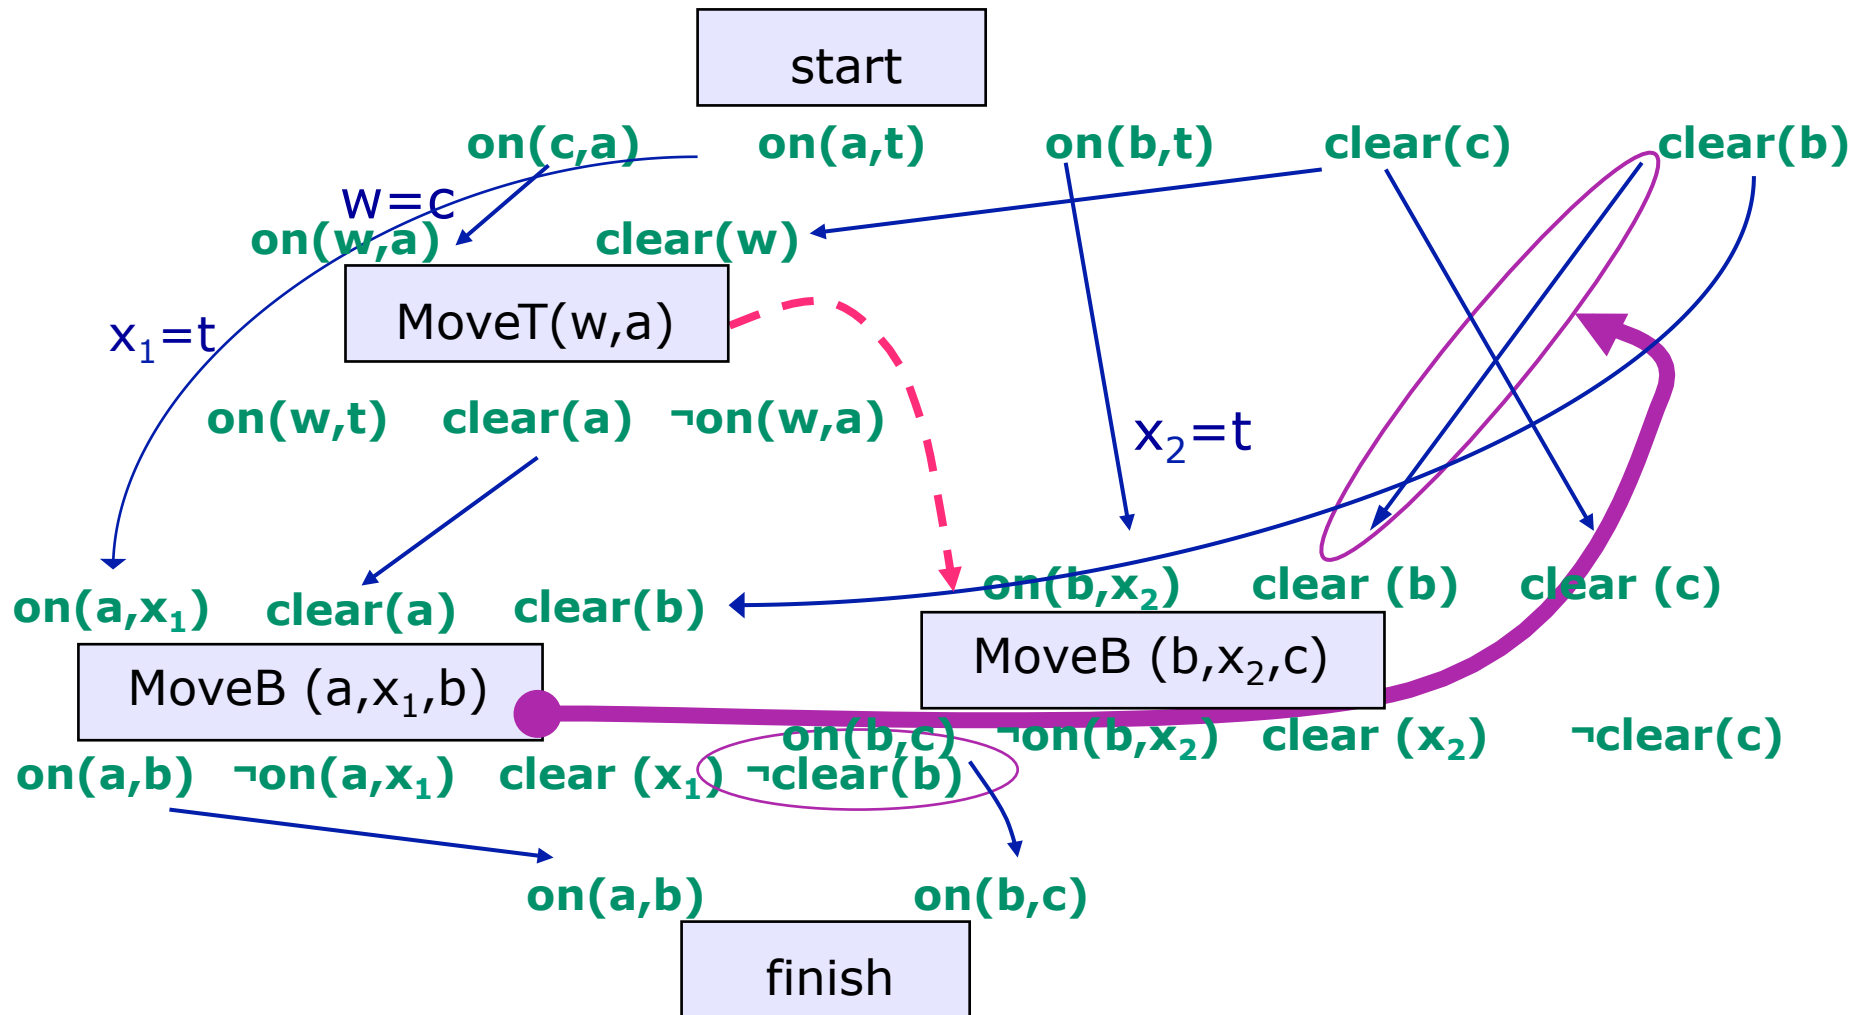 start
on(c,a) on(a,t) on(b,t) clear(c) clear(b)
w=c
on(w,a) clear(w)
MoveT(w,a)
x₁=t
on(w,t) clear(a) ¬on(w,a)
x₂=t
on(b,x₂) clear (b) clear (c)
on(a,x₁) clear(a) clear(b)
MoveB (b,x₂,c)
MoveB (a,x₁,b)
on(b,c) ¬on(b,x₂) clear (x₂) ¬clear(c)
on(a,b) ¬on(a,x₁) clear (x₁) ¬clear(b)
on(a,b) on(b,c)
finish